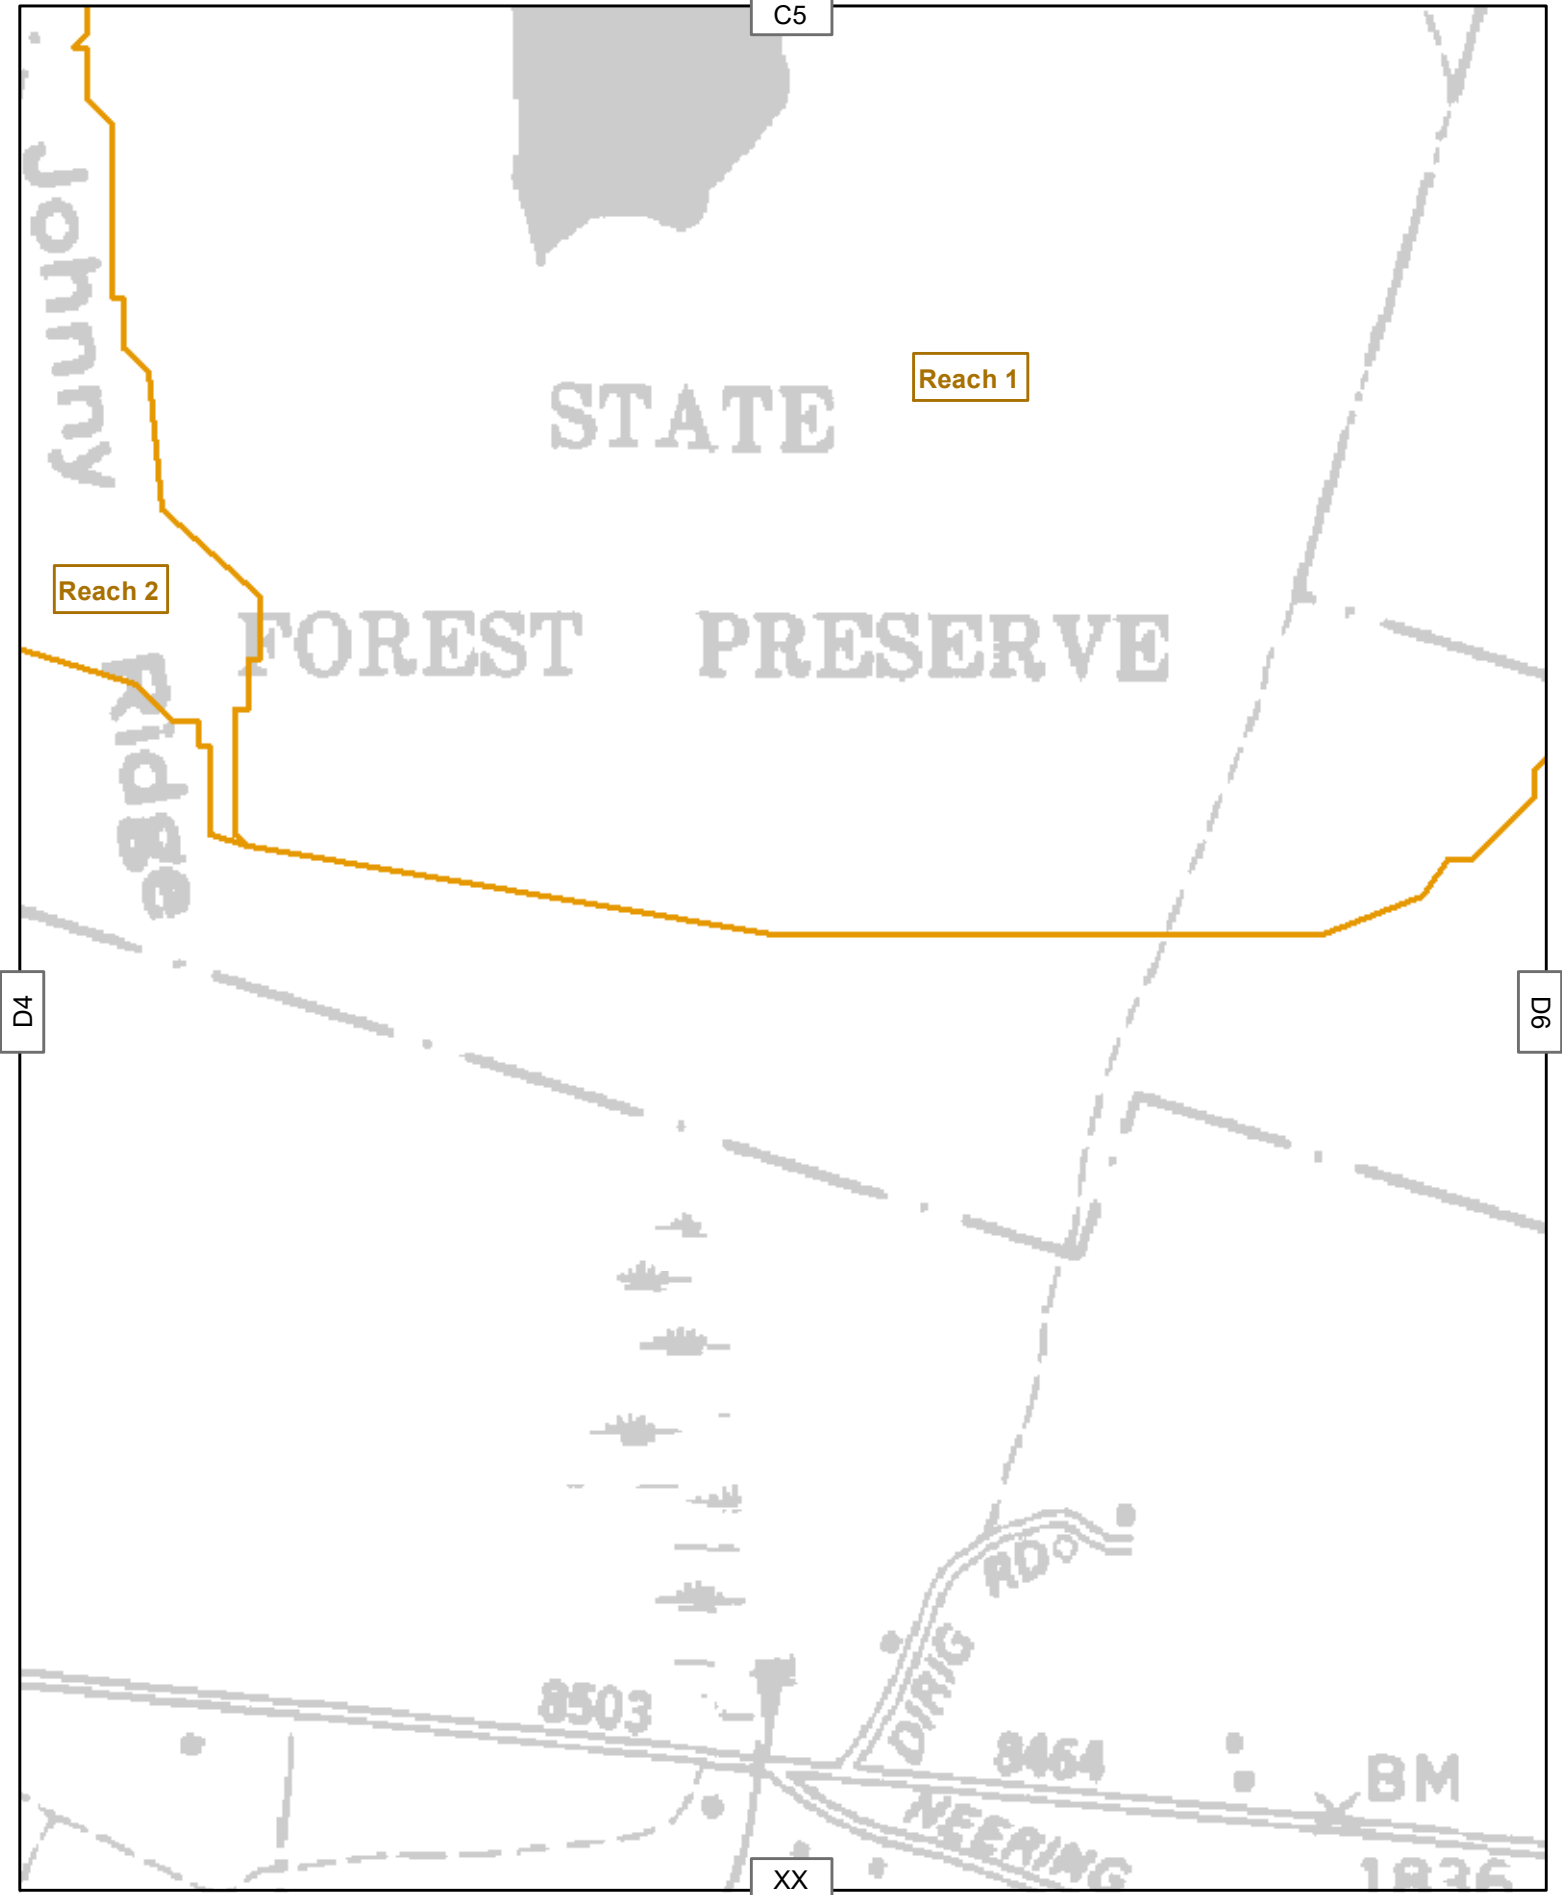 C5
Johnny
Reach 1
STATE
Reach 2
FOREST PRESERVE
Ridge
D4
D6
RD
DIRIG
8503
8464
BM
NEERING
1836
XX